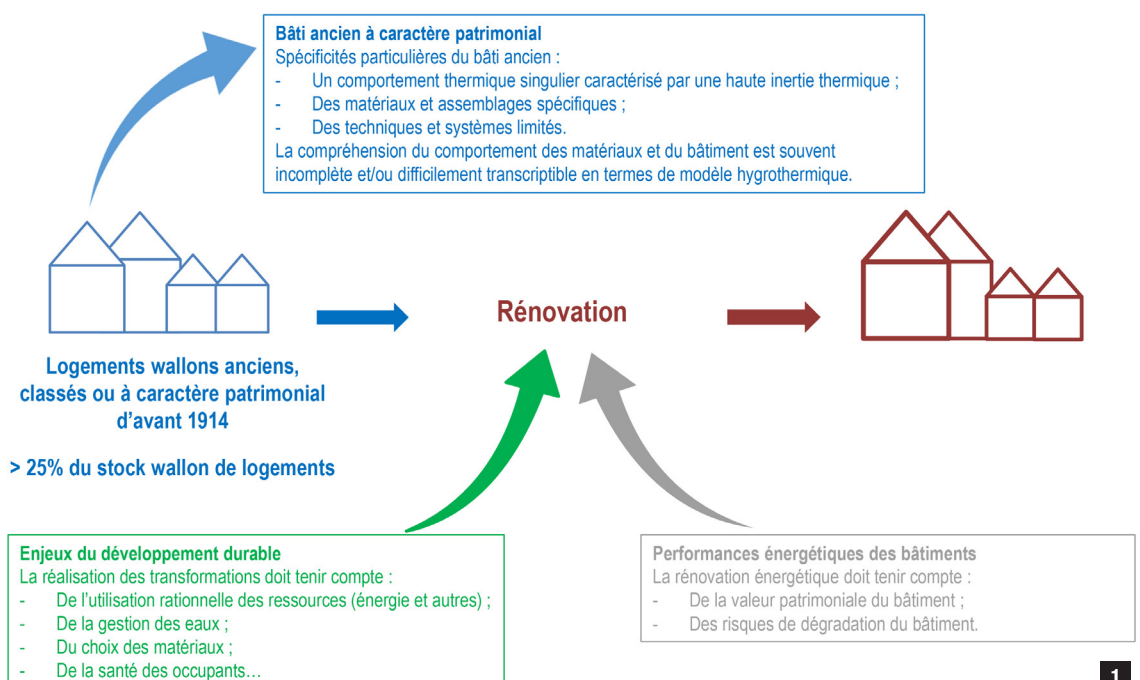 Bâti ancien à caractère patrimonial
Spécificités particulières du bâti ancien :
- Un comportement thermique singulier caractérisé par une haute inertie thermique ;
- Des matériaux et assemblages spécifiques ;
- Des techniques et systèmes limités.
La compréhension du comportement des matériaux et du bâtiment est souvent
incomplète et/ou difficilement transcriptible en termes de modèle hygrothermique.
Rénovation
Logements wallons anciens,
classés ou à caractère patrimonial
d’avant 1914
> 25% du stock wallon de logements
Enjeux du développement durable
La réalisation des transformations doit tenir compte :
- De l’utilisation rationnelle des ressources (énergie et autres) ;
- De la gestion des eaux ;
- Du choix des matériaux ;
- De la santé des occupants…
Performances énergétiques des bâtiments
La rénovation énergétique doit tenir compte :
- De la valeur patrimoniale du bâtiment ;
- Des risques de dégradation du bâtiment.
1